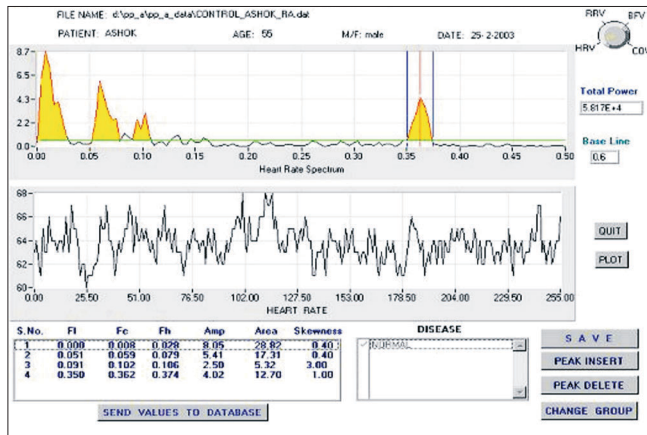 FILE NAME: d:\pp_a\pp_a_data\CONTROL_ASHOK_RA.dat
PATIENT: ASHOK AGE: 55 M/F: male DATE: 25-2-2003
RRV BFV
HRV COV
8.7
6.5
4.3
2.2
0.0
0.00 0.05 0.10 0.15 0.20 0.25 0.30 0.35 0.40 0.45 0.50
Heart Rate Spectrum
Total Power
5.817E+4
Base Line
0.6
68
66
64
62
60
0.00 25.50 51.00 76.50 102.00 127.50 153.00 178.50 204.00 229.50 255.00
HEART RATE
QUIT
PLOT
S.No. Fl Fc Fh Amp Area Skewness
1 0.000 0.008 0.028 8.05 28.82 0.40
2 0.051 0.059 0.079 5.41 17.31 0.40
3 0.091 0.102 0.106 2.50 5.32 3.00
4 0.350 0.362 0.374 4.02 12.70 1.00
SEND VALUES TO DATABASE
DISEASE
NORMAL
SAVE
PEAK INSERT
PEAK DELETE
CHANGE GROUP